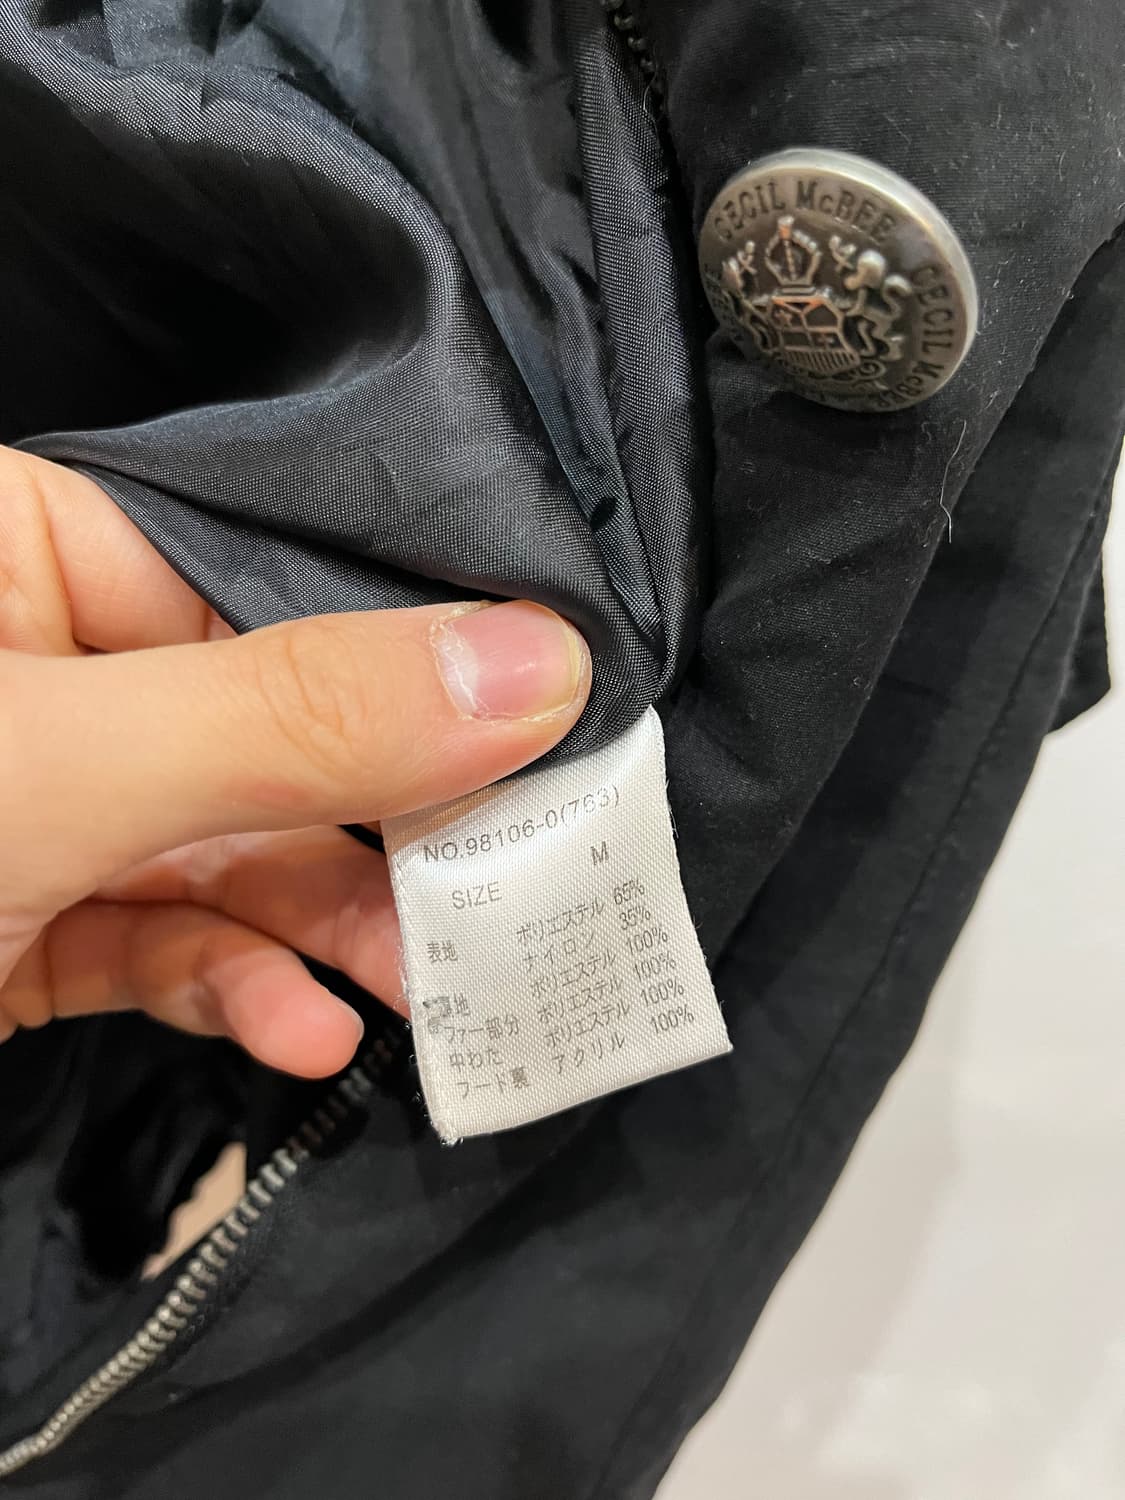 CECIL McBEE
CECIL McBE
NO.98106-0(763)
SIZE M
表地 ポリエステル 65%
ナイロン 35%
地 ポリエステル 100%
ファー部分 ポリエステル 100%
中わた ポリエステル 100%
フード裏 アクリル 100%